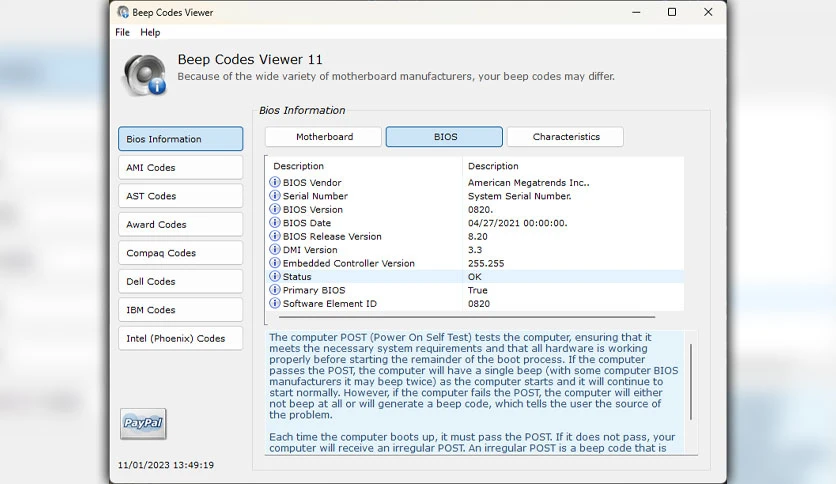 Beep Codes Viewer
File Help
Beep Codes Viewer 11
Because of the wide variety of motherboard manufacturers, your beep codes may differ.
Bios Information
Bios Information
AMI Codes
AST Codes
Award Codes
Compaq Codes
Dell Codes
IBM Codes
Intel (Phoenix) Codes
PayPal
11/01/2023 13:49:19
Motherboard BIOS Characteristics
Description Description
BIOS Vendor American Megatrends Inc..
Serial Number System Serial Number.
BIOS Version 0820.
BIOS Date 04/27/2021 00:00:00.
BIOS Release Version 8.20
DMI Version 3.3
Embedded Controller Version 255.255
Status OK
Primary BIOS True
Software Element ID 0820
The computer POST (Power On Self Test) tests the computer, ensuring that it
meets the necessary system requirements and that all hardware is working
properly before starting the remainder of the boot process. If the computer
passes the POST, the computer will have a single beep (with some computer BIOS
manufacturers it may beep twice) as the computer starts and it will continue to
start normally. However, if the computer fails the POST, the computer will either
not beep at all or will generate a beep code, which tells the user the source of
the problem.
Each time the computer boots up, it must pass the POST. If it does not pass, your
computer will receive an irregular POST. An irregular POST is a beep code that is